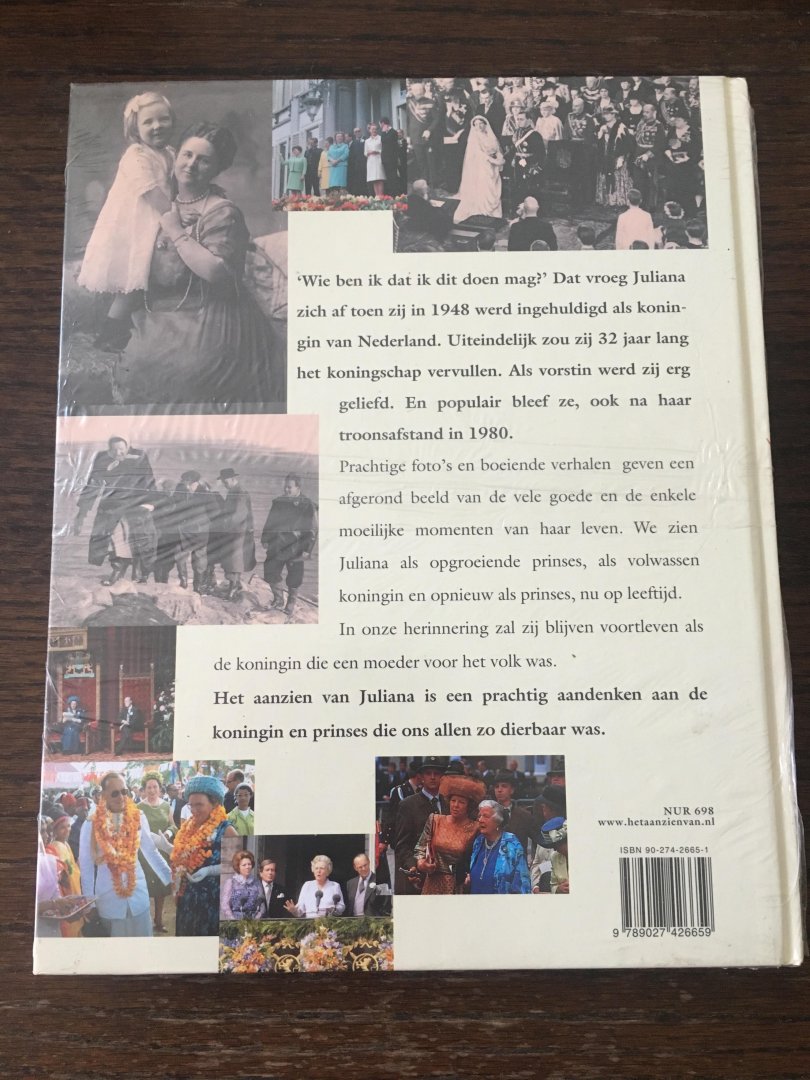 ‘Wie ben ik dat ik dit doen mag?’ Dat vroeg Juliana
zich af toen zij in 1948 werd ingehuldigd als konin-
gin van Nederland. Uiteindelijk zou zij 32 jaar lang
het koningschap vervullen. Als vorstin werd zij erg
geliefd. En populair bleef ze, ook na haar
troonsafstand in 1980.
Prachtige foto’s en boeiende verhalen geven een
afgerond beeld van de vele goede en de enkele
moeilijke momenten van haar leven. We zien
Juliana als opgroeiende prinses, als volwassen
koningin en opnieuw als prinses, nu op leeftijd.
In onze herinnering zal zij blijven voortleven als
de koningin die een moeder voor het volk was.
Het aanzien van Juliana is een prachtig aandenken aan de
koningin en prinses die ons allen zo dierbaar was.
NUR 698
www.hetaanzienvan.nl
ISBN 90-274-2665-1
9 789027 426659